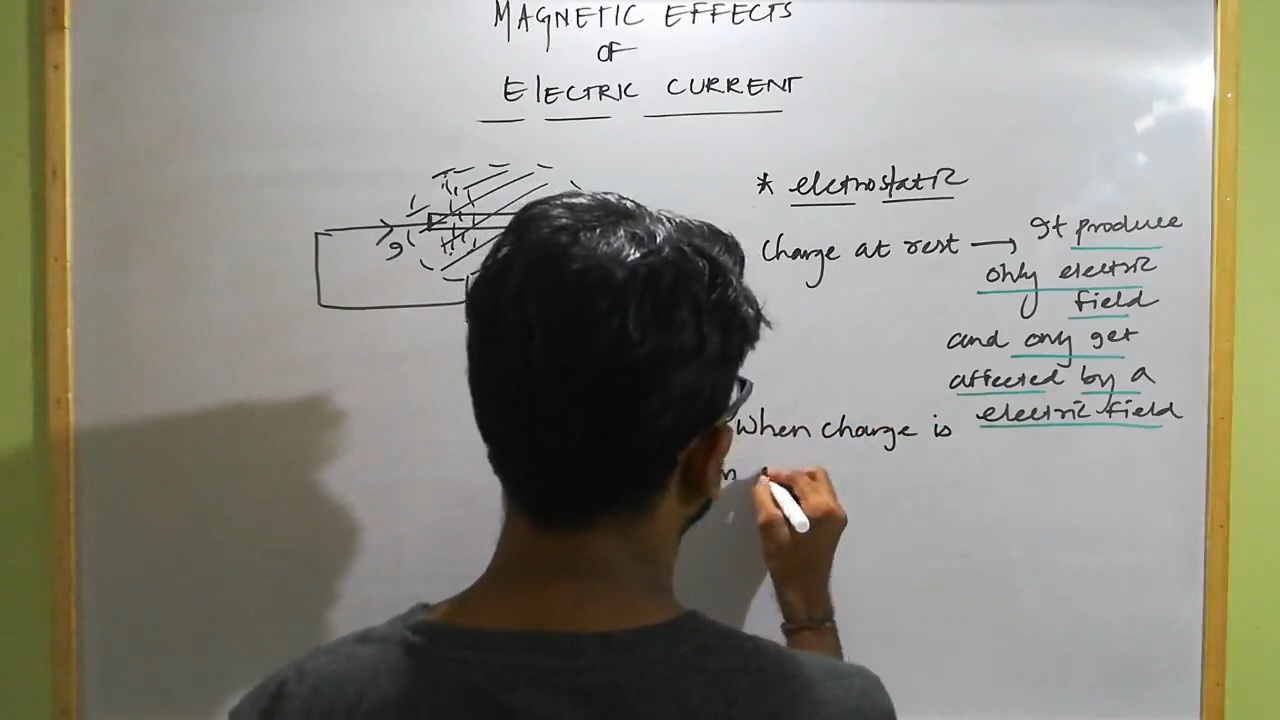 MAGNETIC EFFECTS
OF
ElECTRIC CURRENT
* eletrostatic
Charge at rest → It produce
only electric
field
and only get
affected by a
electric field
When charge is